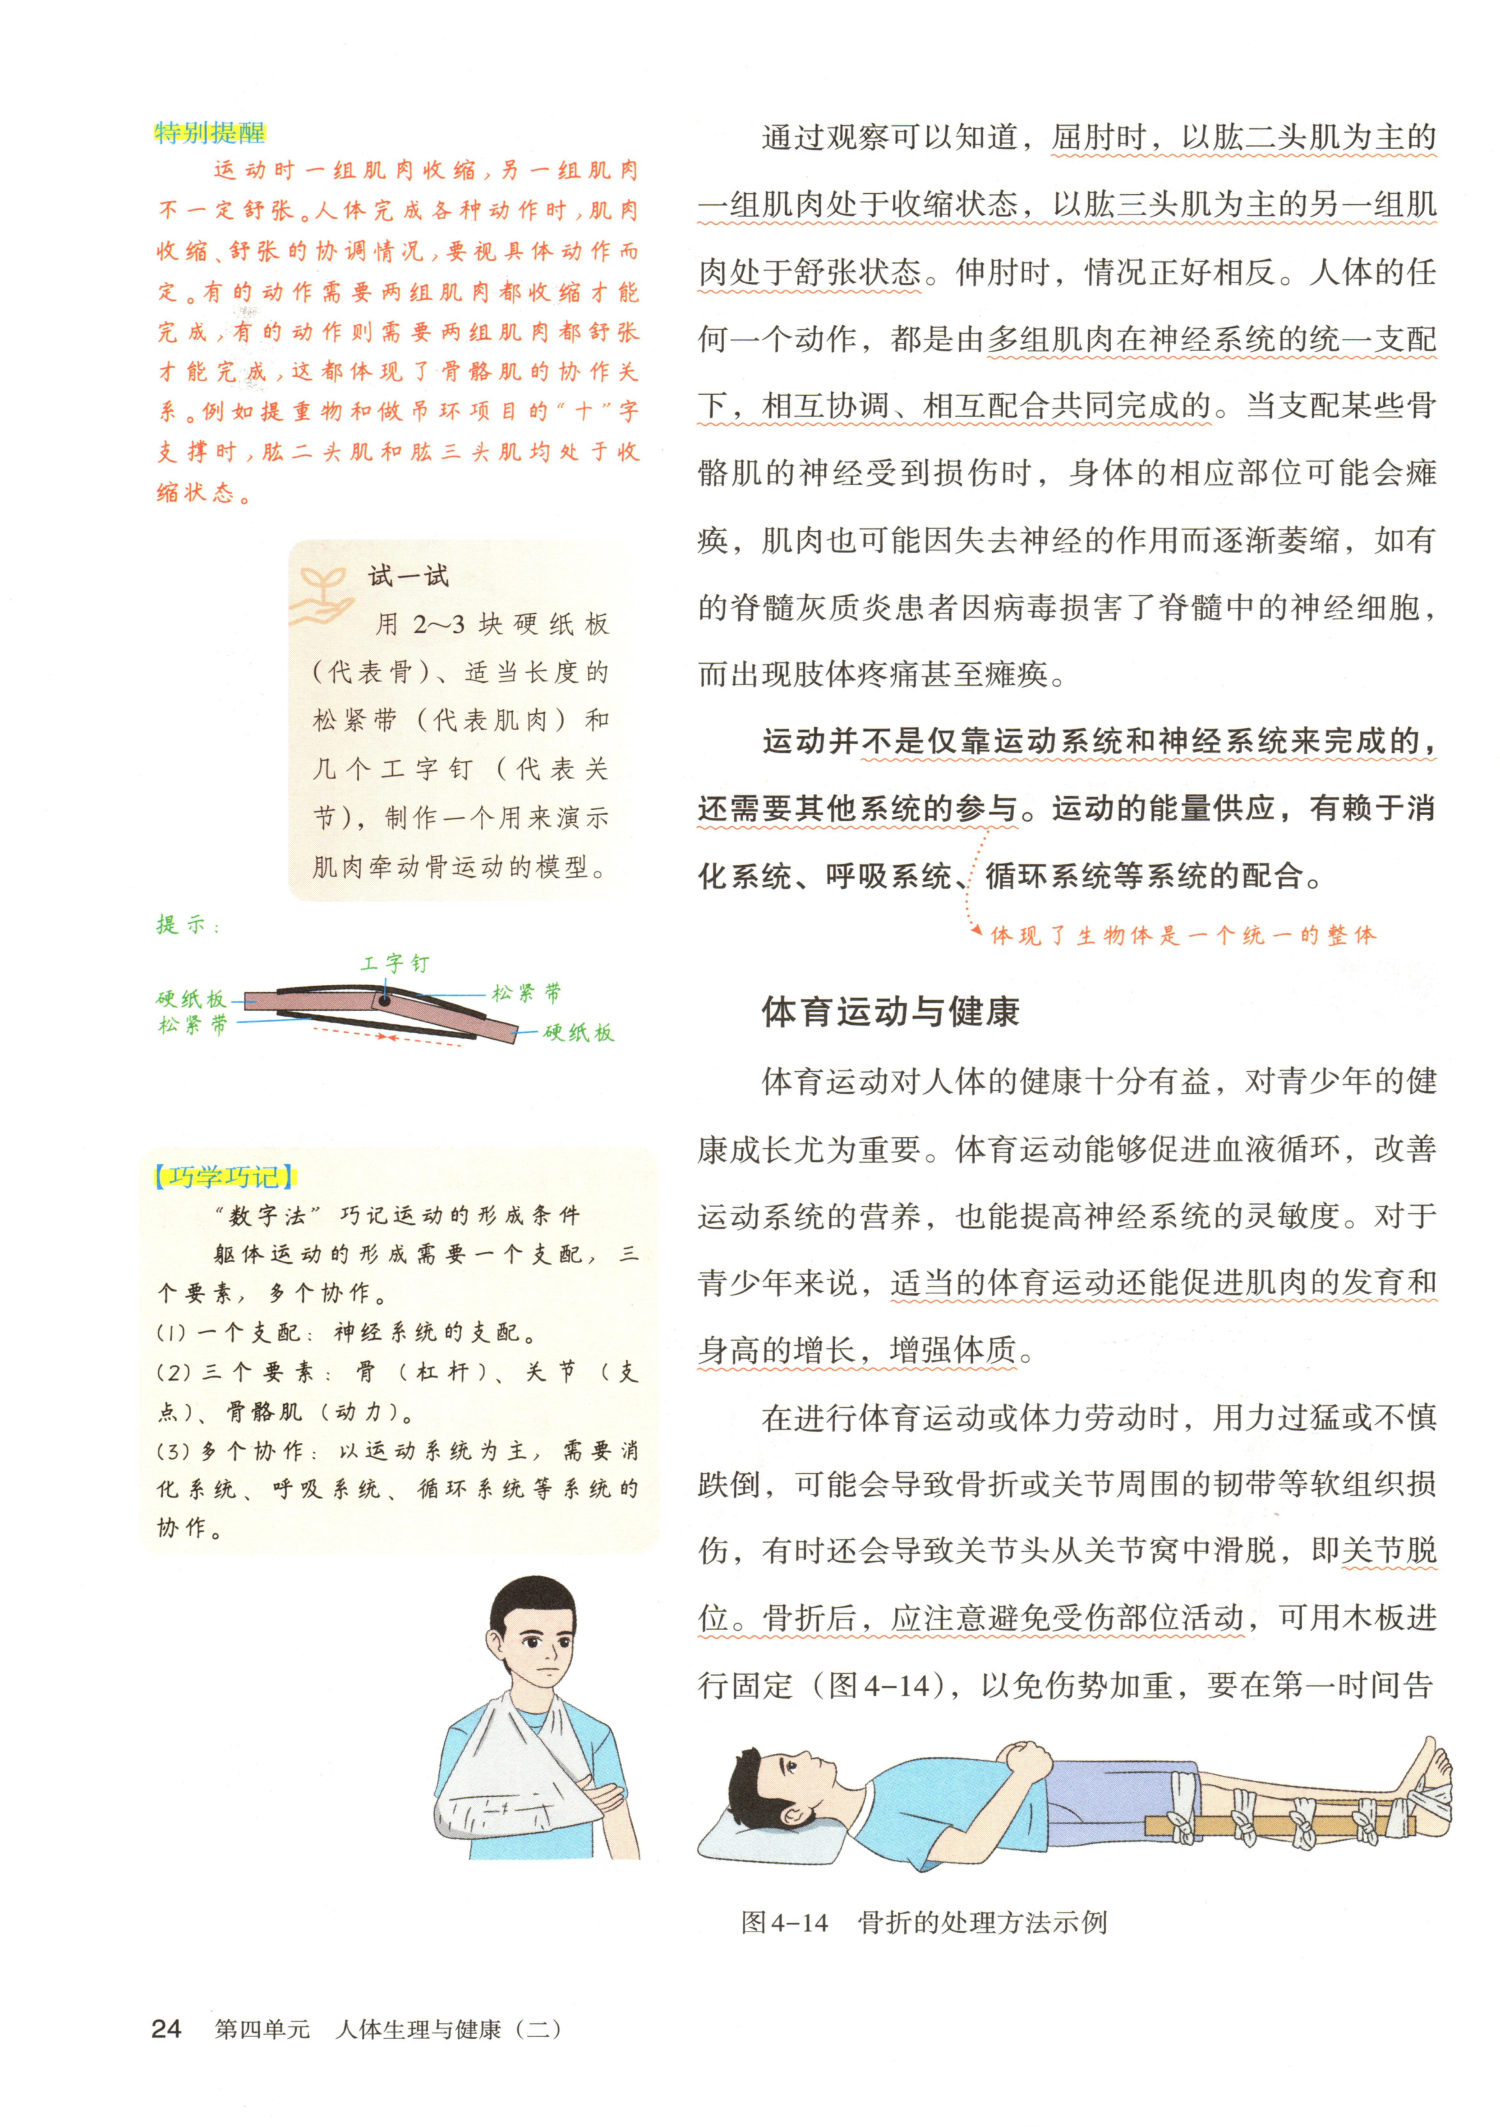 特别提醒
运动时一组肌肉收缩,另一组肌肉
不一定舒张。人体完成各种动作时,肌肉
收缩、舒张的协调情况,要视具体动作而
定。有的动作需要两组肌肉都收缩才能
完成,有的动作则需要两组肌肉都舒张
才能完成,这都体现了骨骼肌的协作关
系。例如提重物和做吊环项目的“十”字
支撑时,肱二头肌和肱三头肌均处于收
缩状态。
试一试
用 2~3 块硬纸板
(代表骨)、适当长度的
松紧带(代表肌肉)和
几个工字钉(代表关
节),制作一个用来演示
肌肉牵动骨运动的模型。
提示:
工字钉
硬纸板
松紧带
松紧带
硬纸板
【巧学巧记】
“数字法”巧记运动的形成条件
躯体运动的形成需要一个支配,三
个要素,多个协作。
(1)一个支配:神经系统的支配。
(2)三个要素:骨(杠杆)、关节(支
点)、骨骼肌(动力)。
(3)多个协作:以运动系统为主,需要消
化系统、呼吸系统、循环系统等系统的
协作。
通过观察可以知道,屈肘时,以肱二头肌为主的
一组肌肉处于收缩状态,以肱三头肌为主的另一组肌
肉处于舒张状态。伸肘时,情况正好相反。人体的任
何一个动作,都是由多组肌肉在神经系统的统一支配
下,相互协调、相互配合共同完成的。当支配某些骨
骼肌的神经受到损伤时,身体的相应部位可能会瘫
痪,肌肉也可能因失去神经的作用而逐渐萎缩,如有
的脊髓灰质炎患者因病毒损害了脊髓中的神经细胞,
而出现肢体疼痛甚至瘫痪。
运动并不是仅靠运动系统和神经系统来完成的,
还需要其他系统的参与。运动的能量供应,有赖于消
化系统、呼吸系统、循环系统等系统的配合。
体现了生物体是一个统一的整体
体育运动与健康
体育运动对人体的健康十分有益,对青少年的健
康成长尤为重要。体育运动能够促进血液循环,改善
运动系统的营养,也能提高神经系统的灵敏度。对于
青少年来说,适当的体育运动还能促进肌肉的发育和
身高的增长,增强体质。
在进行体育运动或体力劳动时,用力过猛或不慎
跌倒,可能会导致骨折或关节周围的韧带等软组织损
伤,有时还会导致关节头从关节窝中滑脱,即关节脱
位。骨折后,应注意避免受伤部位活动,可用木板进
行固定(图4-14),以免伤势加重,要在第一时间告
图4-14 骨折的处理方法示例
24 第四单元 人体生理与健康(二)